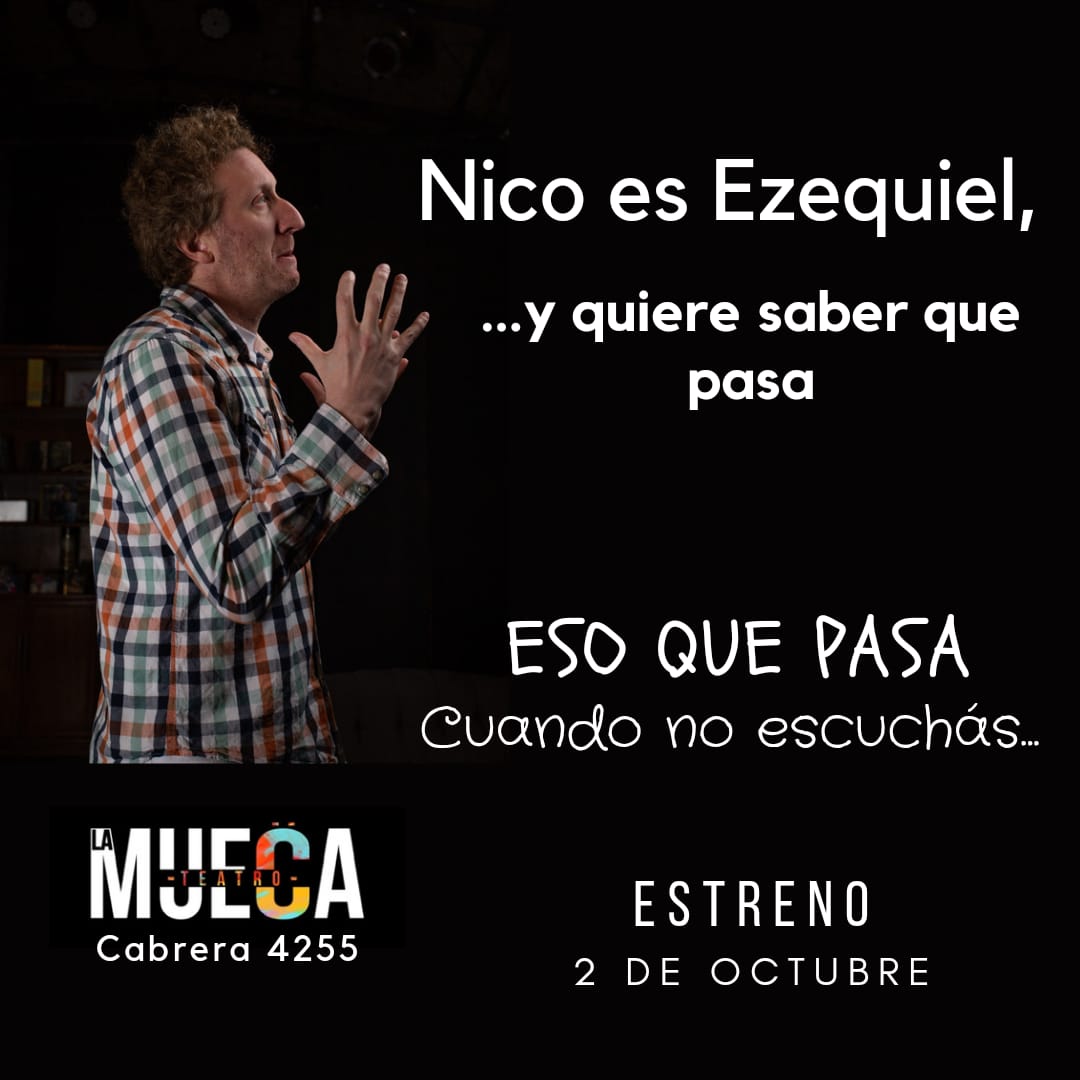 Nico es Ezequiel,
...y quiere saber que
pasa
ESO QUE PASA
Cuando no escuchás...
LA
MUECA
-TEATRO-
Cabrera 4255
ESTRENO
2 DE OCTUBRE